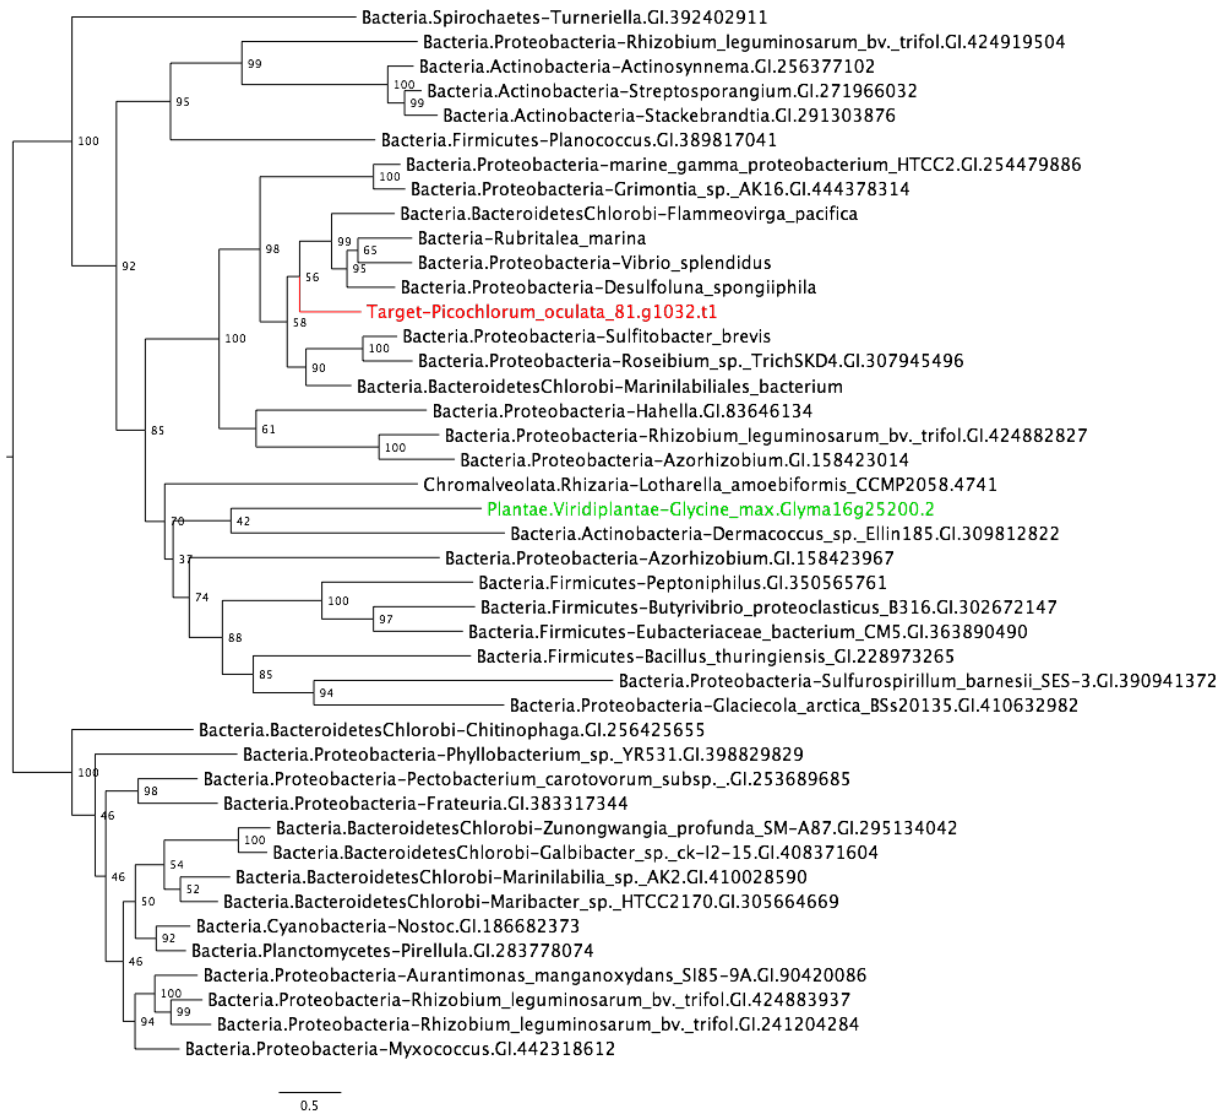 Bacteria.Spirochaetes-Turneriella.GI.392402911
Bacteria.Proteobacteria-Rhizobium_leguminosarum_bv._trifol.GI.424919504
99
Bacteria.Actinobacteria-Actinosynnema.GI.256377102
100
Bacteria.Actinobacteria-Streptosporangium.GI.271966032
95
99
Bacteria.Actinobacteria-Stackebrandtia.GI.291303876
100
Bacteria.Firmicutes-Planococcus.GI.389817041
Bacteria.Proteobacteria-marine_gamma_proteobacterium_HTCC2.GI.254479886
100
Bacteria.Proteobacteria-Grimontia_sp._AK16.GI.444378314
Bacteria.BacteroidetesChlorobi-Flammeovirga_pacifica
99
Bacteria-Rubritalea_marina
98
65
92
95
Bacteria.Proteobacteria-Vibrio_splendidus
56
Bacteria.Proteobacteria-Desulfoluna_spongiiphila
Target-Picochlorum_oculata_81.g1032.t1
58
Bacteria.Proteobacteria-Sulfitobacter_brevis
100
100
Bacteria.Proteobacteria-Roseibium_sp._TrichSKD4.GI.307945496
90
Bacteria.BacteroidetesChlorobi-Marinilabiliales_bacterium
Bacteria.Proteobacteria-Hahella.GI.83646134
85
61
Bacteria.Proteobacteria-Rhizobium_leguminosarum_bv._trifol.GI.424882827
100
Bacteria.Proteobacteria-Azorhizobium.GI.158423014
Chromalveolata.Rhizaria-Lotharella_amoebiformis_CCMP2058.4741
Plantae.Viridiplantae-Glycine_max.Glyma16g25200.2
70
42
Bacteria.Actinobacteria-Dermacoccus_sp._Ellin185.GI.309812822
37
Bacteria.Proteobacteria-Azorhizobium.GI.158423967
Bacteria.Firmicutes-Peptoniphilus.GI.350565761
74
100
Bacteria.Firmicutes-Butyrivibrio_proteoclasticus_B316.GI.302672147
97
Bacteria.Firmicutes-Eubacteriaceae_bacterium_CM5.GI.363890490
88
Bacteria.Firmicutes-Bacillus_thuringiensis_GI.228973265
85
Bacteria.Proteobacteria-Sulfurospirillum_barnesii_SES-3.GI.390941372
94
Bacteria.Proteobacteria-Glaciecola_arctica_BSs20135.GI.410632982
Bacteria.BacteroidetesChlorobi-Chitinophaga.GI.256425655
Bacteria.Proteobacteria-Phyllobacterium_sp._YR531.GI.398829829
100
Bacteria.Proteobacteria-Pectobacterium_carotovorum_subsp._.GI.253689685
98
Bacteria.Proteobacteria-Frateuria.GI.383317344
46
Bacteria.BacteroidetesChlorobi-Zunongwangia_profunda_SM-A87.GI.295134042
100
Bacteria.BacteroidetesChlorobi-Galbibacter_sp._ck-I2-15.GI.408371604
54
46
Bacteria.BacteroidetesChlorobi-Marinilabilia_sp._AK2.GI.410028590
52
50
Bacteria.BacteroidetesChlorobi-Maribacter_sp._HTCC2170.GI.305664669
Bacteria.Cyanobacteria-Nostoc.GI.186682373
92
Bacteria.Planctomycetes-Pirellula.GI.283778074
46
Bacteria.Proteobacteria-Aurantimonas_manganoxydans_SI85-9A.GI.90420086
100
Bacteria.Proteobacteria-Rhizobium_leguminosarum_bv._trifol.GI.424883937
99
94
Bacteria.Proteobacteria-Rhizobium_leguminosarum_bv._trifol.GI.241204284
Bacteria.Proteobacteria-Myxococcus.GI.442318612
0.5